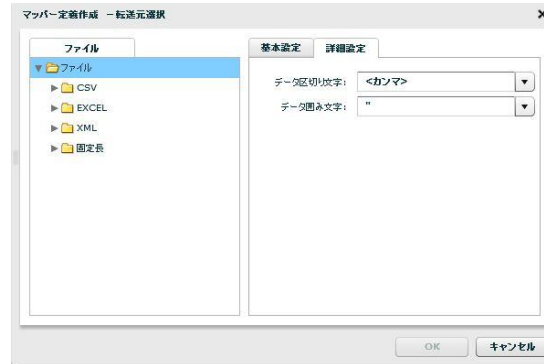 マッパー定義作成 －転送元選択
ファイル
ファイル
CSV
EXCEL
XML
固定長
基本設定 詳細設定
データ区切り文字: <カンマ>
データ囲み文字: "
OK キャンセル